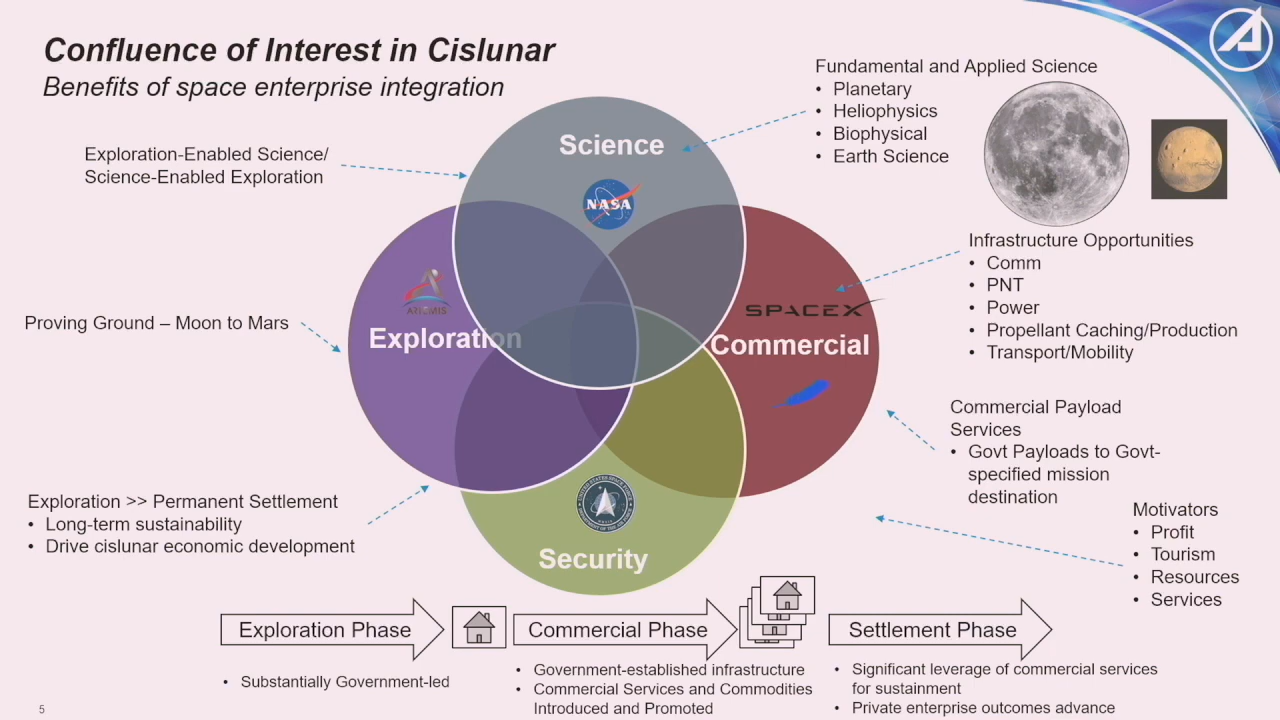 Confluence of Interest in Cislunar
Benefits of space enterprise integration
Fundamental and Applied Science
• Planetary
• Heliophysics
• Biophysical
• Earth Science
Exploration-Enabled Science/
Science-Enabled Exploration
Science
NASA
Infrastructure Opportunities
• Comm
• PNT
• Power
• Propellant Caching/Production
• Transport/Mobility
ARTEMIS
Exploration
SPACEX
Commercial
Proving Ground – Moon to Mars
Commercial Payload
Services
• Govt Payloads to Govt-
specified mission
destination
Exploration >> Permanent Settlement
• Long-term sustainability
• Drive cislunar economic development
Security
Motivators
• Profit
• Tourism
• Resources
• Services
Exploration Phase
Commercial Phase
Settlement Phase
• Substantially Government-led
• Government-established infrastructure
• Commercial Services and Commodities
Introduced and Promoted
• Significant leverage of commercial services
for sustainment
• Private enterprise outcomes advance
5